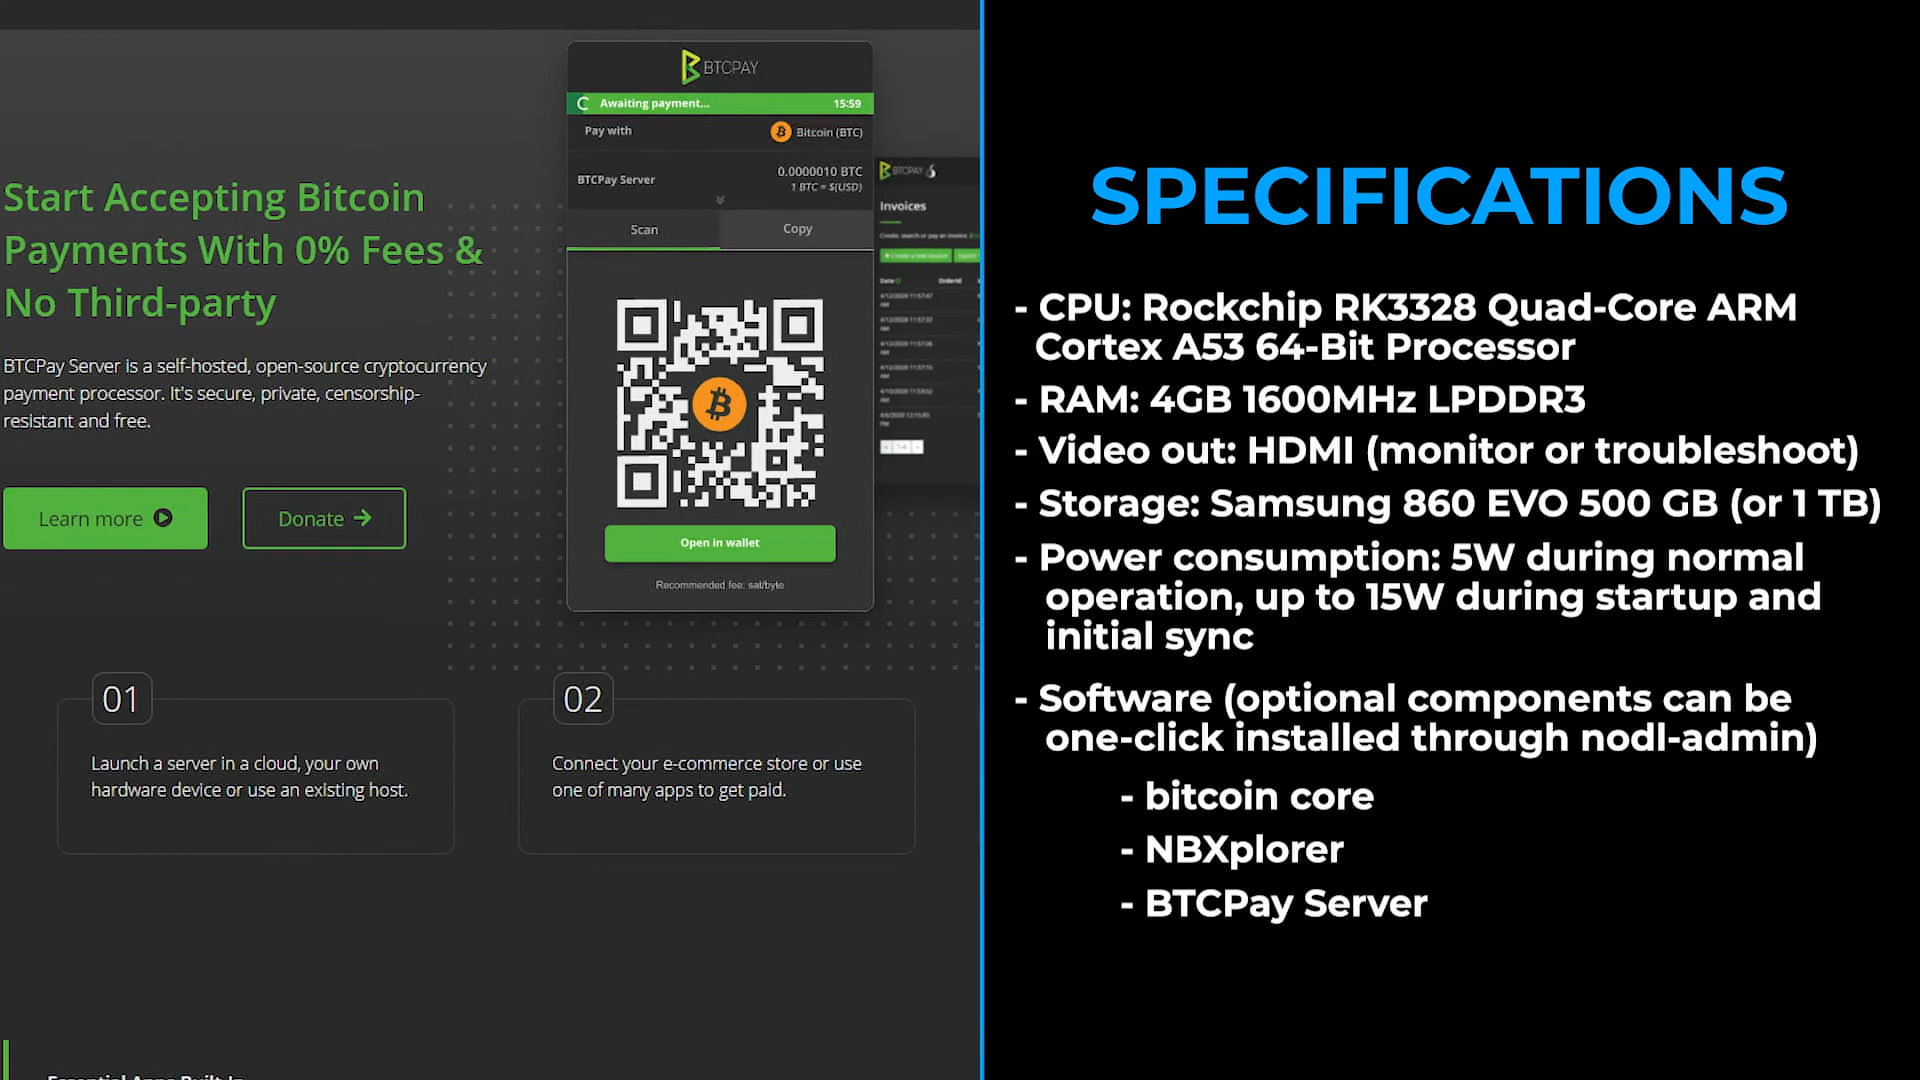 Start Accepting Bitcoin
Payments With 0% Fees &
No Third-party
BTCPay Server is a self-hosted, open-source cryptocurrency
payment processor. It's secure, private, censorship-
resistant and free.
Learn more
Donate
BTCPAY
Awaiting payment...
15:59
Pay with
Bitcoin (BTC)
BTCPay Server
0.0000010 BTC
1 BTC = $(USD)
Scan
Copy
Open in wallet
Recommended fee: sat/byte
BTCPAY
Invoices
01
Launch a server in a cloud, your own
hardware device or use an existing host.
02
Connect your e-commerce store or use
one of many apps to get paid.
SPECIFICATIONS
- CPU: Rockchip RK3328 Quad-Core ARM
Cortex A53 64-Bit Processor
- RAM: 4GB 1600MHz LPDDR3
- Video out: HDMI (monitor or troubleshoot)
- Storage: Samsung 860 EVO 500 GB (or 1 TB)
- Power consumption: 5W during normal
operation, up to 15W during startup and
initial sync
- Software (optional components can be
one-click installed through nodl-admin)
- bitcoin core
- NBXplorer
- BTCPay Server